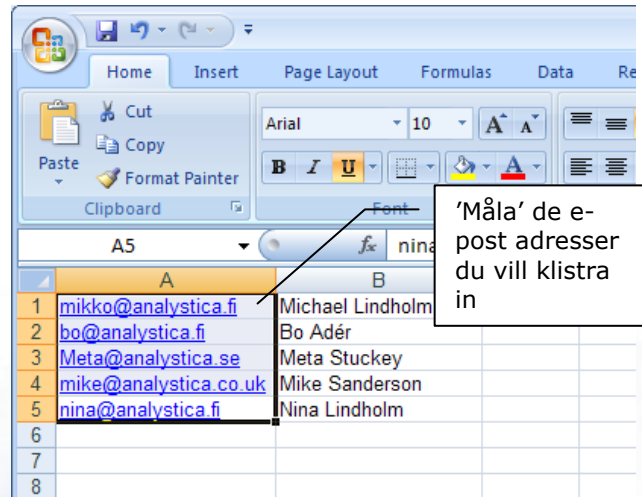 Home Insert Page Layout Formulas Data Re
Cut
Copy
Paste
Format Painter
Clipboard
Arial 10 A A
B I U A
Font
'Måla' de e-
post adresser
du vill klistra
in
A5 fx nina
A B
1 mikko@analystica.fi Michael Lindholm
2 bo@analystica.fi Bo Adér
3 Meta@analystica.se Meta Stuckey
4 mike@analystica.co.uk Mike Sanderson
5 nina@analystica.fi Nina Lindholm
6
7
8